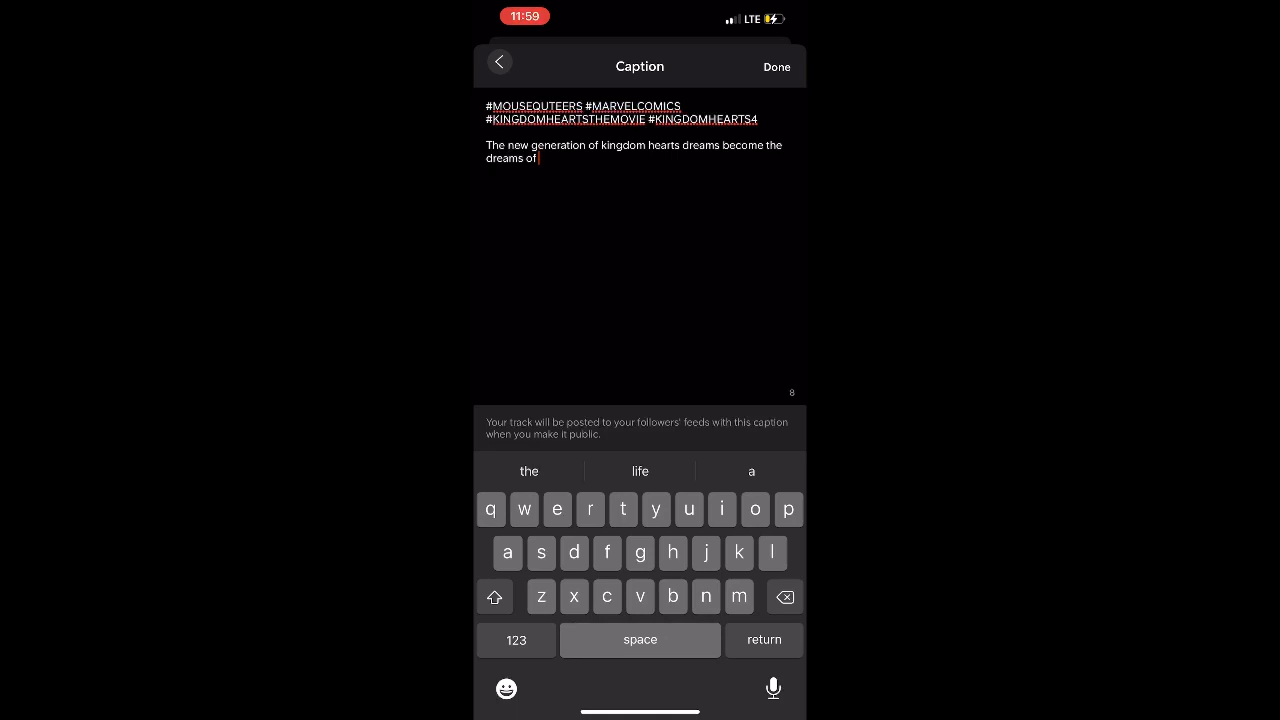 11:59
LTE
Caption
Done
#MOUSEQUTEERS #MARVELCOMICS
#KINGDOMHEARTSTHEMOVIE #KINGDOMHEARTS4
The new generation of kingdom hearts dreams become the
dreams of
8
Your track will be posted to your followers' feeds with this caption
when you make it public.
the life a
q w e r t y u i o p
a s d f g h j k l
z x c v b n m
123 space return